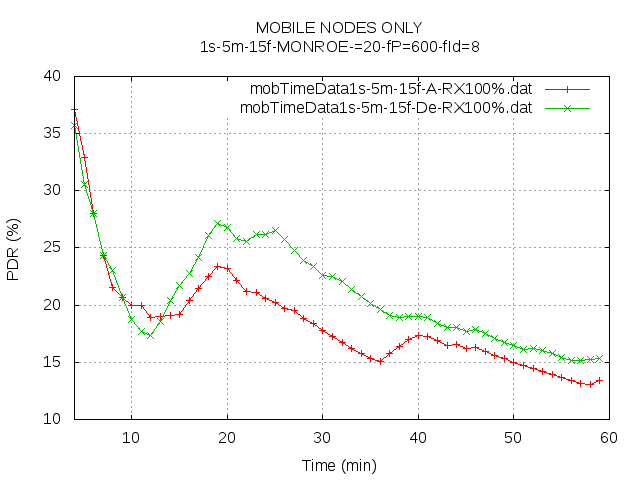 MOBILE NODES ONLY
1s-5m-15f-MONROE-=20-fP=600-fId=8
mobTimeData1s-5m-15f-A-RX100%.dat
mobTimeData1s-5m-15f-De-RX100%.dat
PDR (%)
40
35
30
25
20
15
10
10 20 30 40 50 60
Time (min)